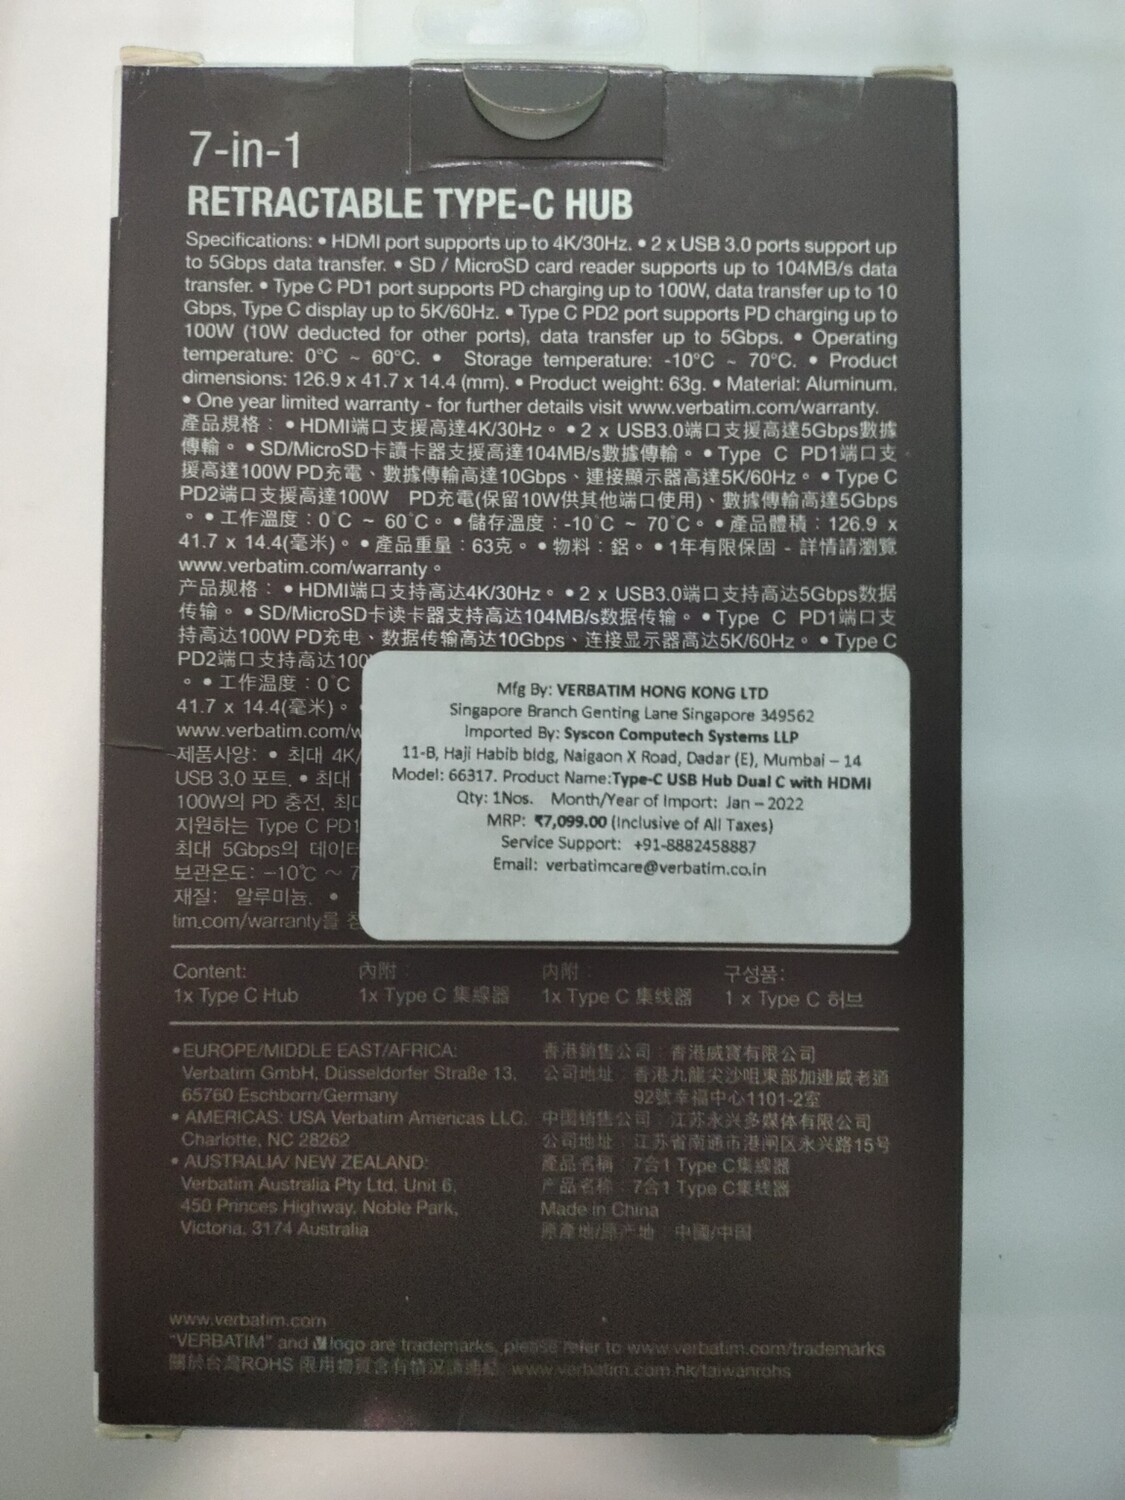 7-in-1
RETRACTABLE TYPE-C HUB
Specifications: • HDMI port supports up to 4K/30Hz. • 2 x USB 3.0 ports support up
to 5Gbps data transfer. • SD / MicroSD card reader supports up to 104MB/s data
transfer. • Type C PD1 port supports PD charging up to 100W, data transfer up to 10
Gbps, Type C display up to 5K/60Hz. • Type C PD2 port supports PD charging up to
100W (10W deducted for other ports), data transfer up to 5Gbps. • Operating
temperature: 0°C ~ 60°C. • Storage temperature: -10°C ~ 70°C. • Product
dimensions: 126.9 x 41.7 x 14.4 (mm). • Product weight: 63g. • Material: Aluminum.
• One year limited warranty - for further details visit www.verbatim.com/warranty.
產品規格：• HDMI端口支援高達4K/30Hz。• 2 x USB3.0端口支援高達5Gbps數據
傳輸。• SD/MicroSD卡讀卡器支援高達104MB/s數據傳輸。• Type C PD1端口支
援高達100W PD充電、數據傳輸高達10Gbps、連接顯示器高達5K/60Hz。• Type C
PD2端口支援高達100W PD充電(保留10W供其他端口使用)、數據傳輸高達5Gbps
。• 工作溫度：0°C ~ 60°C。• 儲存溫度：-10°C ~ 70°C。• 產品體積：126.9 x
41.7 x 14.4(毫米)。• 產品重量：63克。• 物料：鋁。• 1年有限保固 - 詳情請瀏覽
www.verbatim.com/warranty。
产品规格：• HDMI端口支持高达4K/30Hz。• 2 x USB3.0端口支持高达5Gbps数据
传输。• SD/MicroSD卡读卡器支持高达104MB/s数据传输。• Type C PD1端口支
持高达100W PD充电、数据传输高达10Gbps、连接显示器高达5K/60Hz。• Type C
PD2端口支持高达100
。• 工作温度：0°C
41.7 x 14.4(毫米)。
www.verbatim.com/w
제품사양: • 최대 4K/
USB 3.0 포트. • 최대
100W의 PD 충전, 최대
지원하는 Type C PD1
최대 5Gbps의 데이터
보관온도: -10℃ ~ 7
재질: 알루미늄. •
tim.com/warranty를 참
Mfg By: VERBATIM HONG KONG LTD
Singapore Branch Genting Lane Singapore 349562
Imported By: Syscon Computech Systems LLP
11-B, Haji Habib bldg, Naigaon X Road, Dadar (E), Mumbai – 14
Model: 66317. Product Name:Type-C USB Hub Dual C with HDMI
Qty: 1Nos. Month/Year of Import: Jan – 2022
MRP: ₹7,099.00 (Inclusive of All Taxes)
Service Support: +91-8882458887
Email: verbatimcare@verbatim.co.in
Content:
1x Type C Hub
內附：
1x Type C 集線器
内附：
1x Type C 集线器
구성품:
1 x Type C 허브
• EUROPE/MIDDLE EAST/AFRICA:
Verbatim GmbH, Düsseldorfer Straße 13,
65760 Eschborn/Germany
• AMERICAS: USA Verbatim Americas LLC.
Charlotte, NC 28262
• AUSTRALIA/ NEW ZEALAND:
Verbatim Australia Pty Ltd, Unit 6,
450 Princes Highway, Noble Park,
Victoria, 3174 Australia
香港銷售公司：香港威寶有限公司
公司地址：香港九龍尖沙咀東部加連威老道
92號幸福中心1101-2室
中国销售公司：江苏永兴多媒体有限公司
公司地址：江苏省南通市港闸区永兴路15号
產品名稱：7合1 Type C集線器
产品名称：7合1 Type C集线器
Made in China
原產地/原产地：中國/中国
www.verbatim.com
"VERBATIM" and logo are trademarks, please refer to www.verbatim.com/trademarks
關於台灣ROHS 限用物質含有情況請連結: www.verbatim.com.hk/taiwanrohs